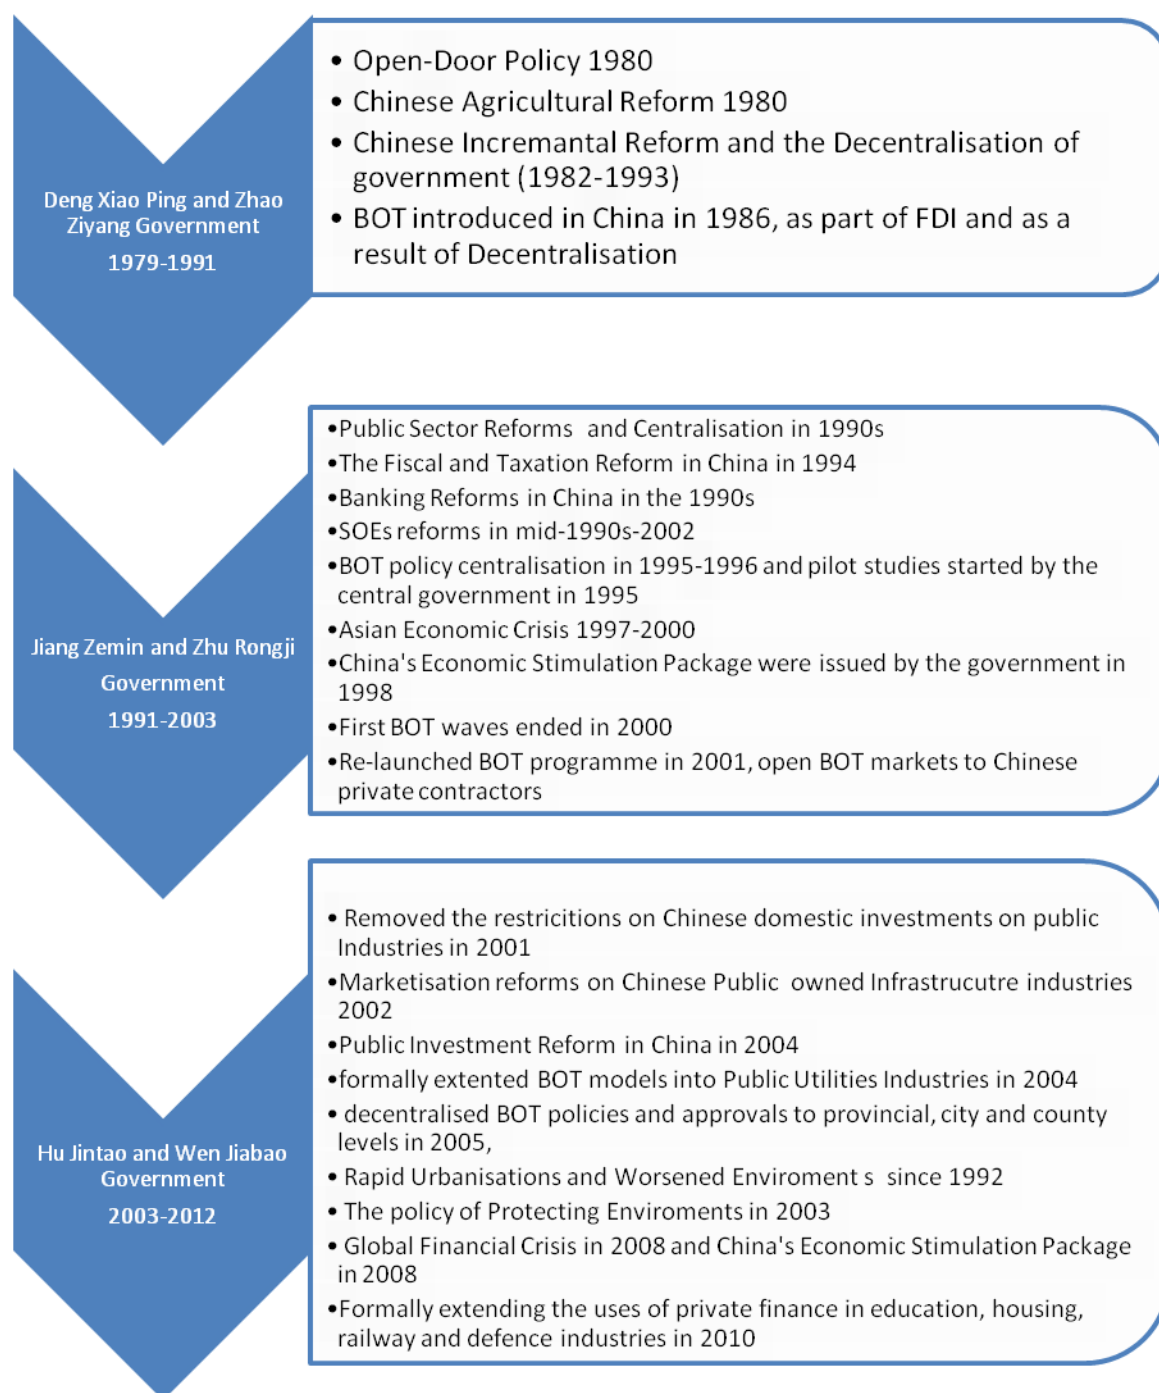 Deng Xiao Ping and Zhao
Ziyang Government
1979-1991
• Open-Door Policy 1980
• Chinese Agricultural Reform 1980
• Chinese Incremantal Reform and the Decentralisation of
government (1982-1993)
• BOT introduced in China in 1986, as part of FDI and as a
result of Decentralisation
Jiang Zemin and Zhu Rongji
Government
1991-2003
•Public Sector Reforms and Centralisation in 1990s
•The Fiscal and Taxation Reform in China in 1994
•Banking Reforms in China in the 1990s
•SOEs reforms in mid-1990s-2002
•BOT policy centralisation in 1995-1996 and pilot studies started by the
central government in 1995
•Asian Economic Crisis 1997-2000
•China's Economic Stimulation Package were issued by the government in
1998
•First BOT waves ended in 2000
•Re-launched BOT programme in 2001, open BOT markets to Chinese
private contractors
Hu Jintao and Wen Jiabao
Government
2003-2012
• Removed the restricitions on Chinese domestic investments on public
Industries in 2001
•Marketisation reforms on Chinese Public owned Infrastrucutre industries
2002
•Public Investment Reform in China in 2004
•formally extented BOT models into Public Utilities Industries in 2004
• decentralised BOT policies and approvals to provincial, city and county
levels in 2005,
• Rapid Urbanisations and Worsened Enviroment s since 1992
• The policy of Protecting Enviroments in 2003
• Global Financial Crisis in 2008 and China's Economic Stimulation Package
in 2008
•Formally extending the uses of private finance in education, housing,
railway and defence industries in 2010